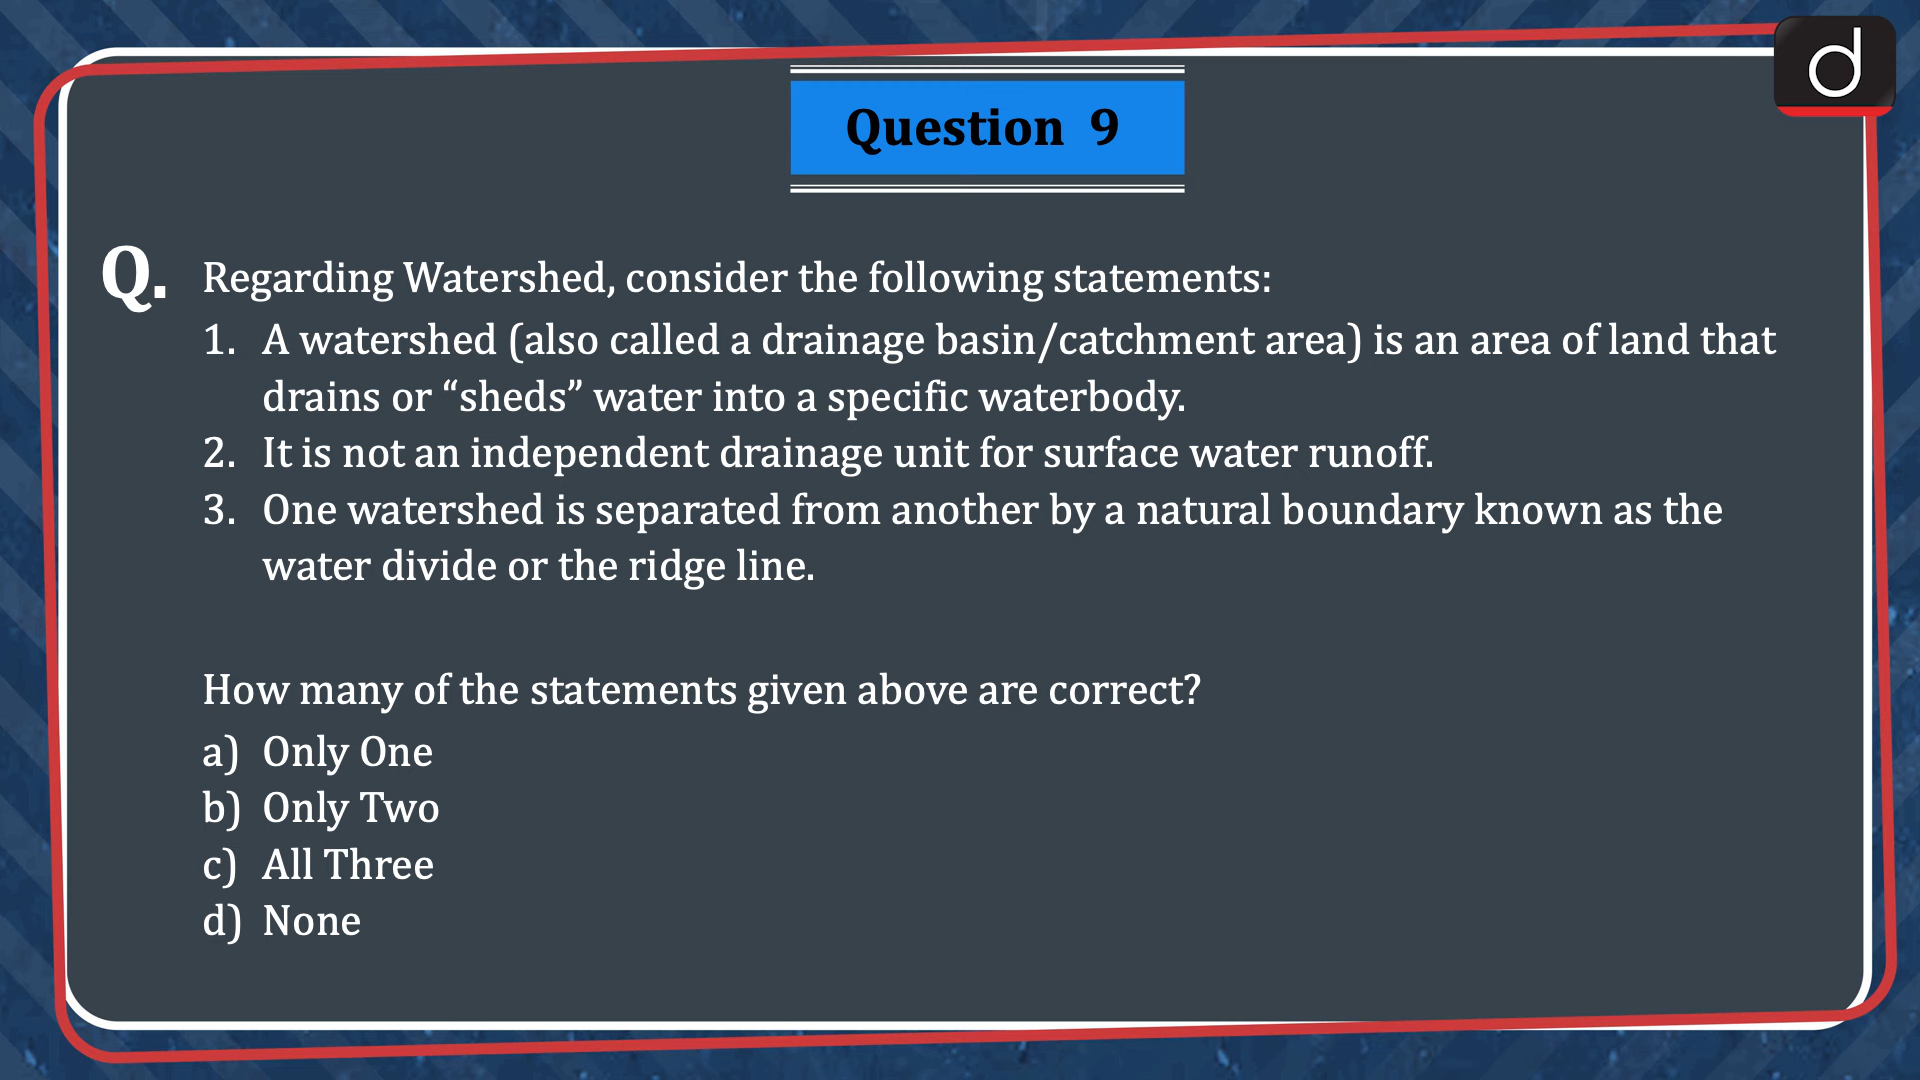 d
Question 9
Q. Regarding Watershed, consider the following statements:
1. A watershed (also called a drainage basin/catchment area) is an area of land that
drains or “sheds” water into a specific waterbody.
2. It is not an independent drainage unit for surface water runoff.
3. One watershed is separated from another by a natural boundary known as the
water divide or the ridge line.
How many of the statements given above are correct?
a) Only One
b) Only Two
c) All Three
d) None